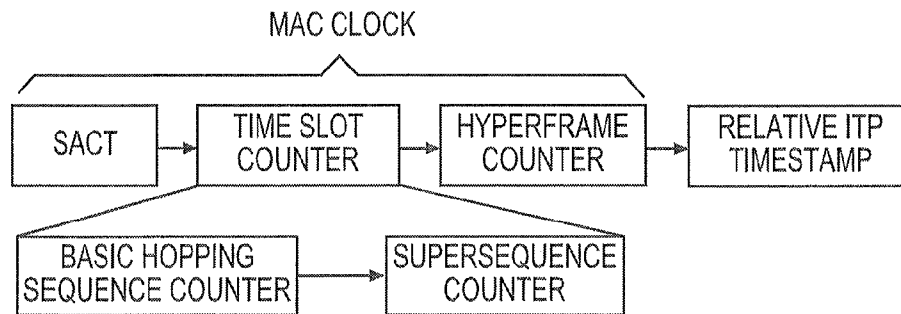 MAC CLOCK
SACT
TIME SLOT
COUNTER
HYPERFRAME
COUNTER
RELATIVE ITP
TIMESTAMP
BASIC HOPPING
SEQUENCE COUNTER
SUPERSEQUENCE
COUNTER